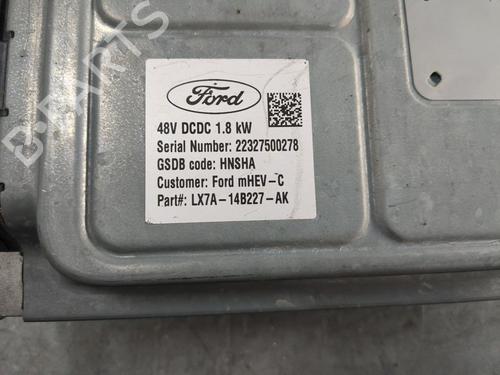 B-PARTS
Ford
48V DCDC 1.8 kW
Serial Number: 22327500278
GSDB code: HNSHA
Customer: Ford mHEV-C
Part#: LX7A-14B227-AK